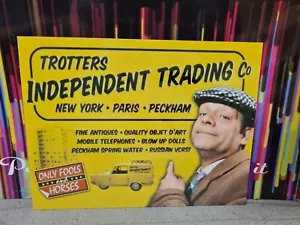 TROTTERS
INDEPENDENT TRADING Co
NEW YORK • PARIS • PECKHAM
FINE ANTIQUES • QUALITY OBJET D'ART
MOBILE TELEPHONES • BLOW UP DOLLS
PECKHAM SPRING WATER • RUSSIAN VCRS!
ONLY FOOLS
and
HORSES